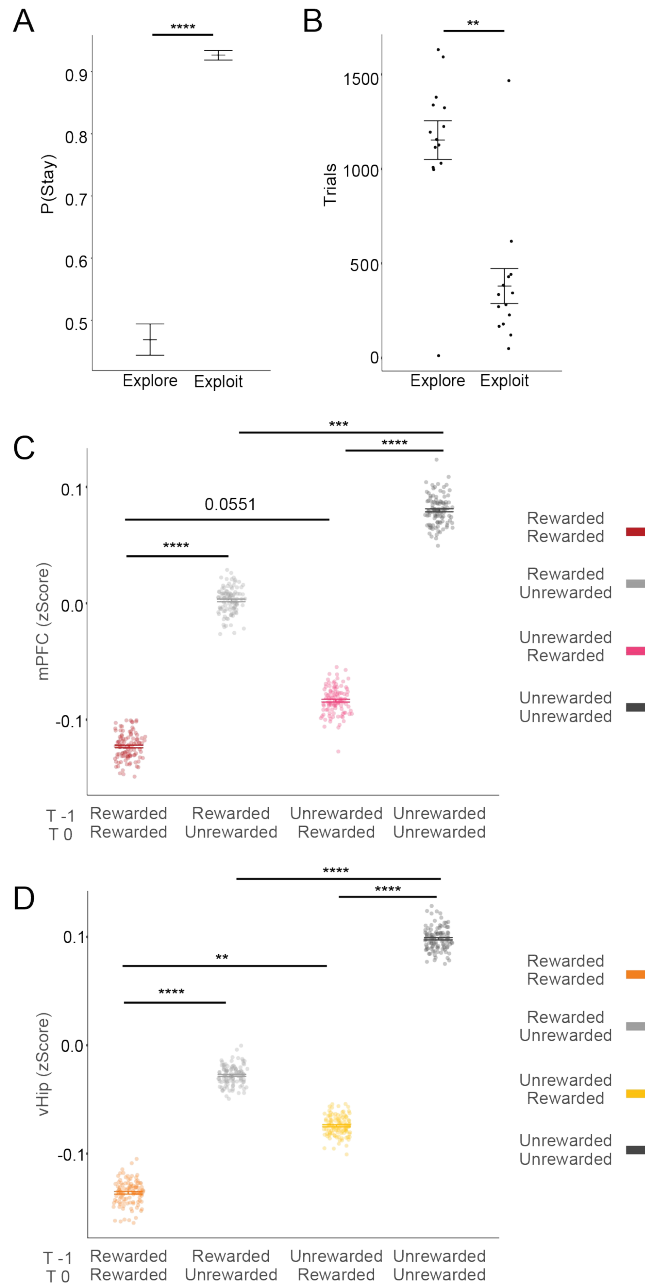 A
****
0.9
0.8
0.7
0.6
0.5
P(Stay)
Explore Exploit
B
**
1500
1000
500
0
Trials
Explore Exploit
C
***
****
0.0551
****
0.1
0.0
-0.1
mPFC (zScore)
T -1 Rewarded Rewarded Unrewarded Unrewarded
T 0 Rewarded Unrewarded Rewarded Unrewarded
Rewarded
Rewarded
Rewarded
Unrewarded
Unrewarded
Rewarded
Unrewarded
Unrewarded
D
****
****
**
****
0.1
0.0
-0.1
vHip (zScore)
T -1 Rewarded Rewarded Unrewarded Unrewarded
T 0 Rewarded Unrewarded Rewarded Unrewarded
Rewarded
Rewarded
Rewarded
Unrewarded
Unrewarded
Rewarded
Unrewarded
Unrewarded